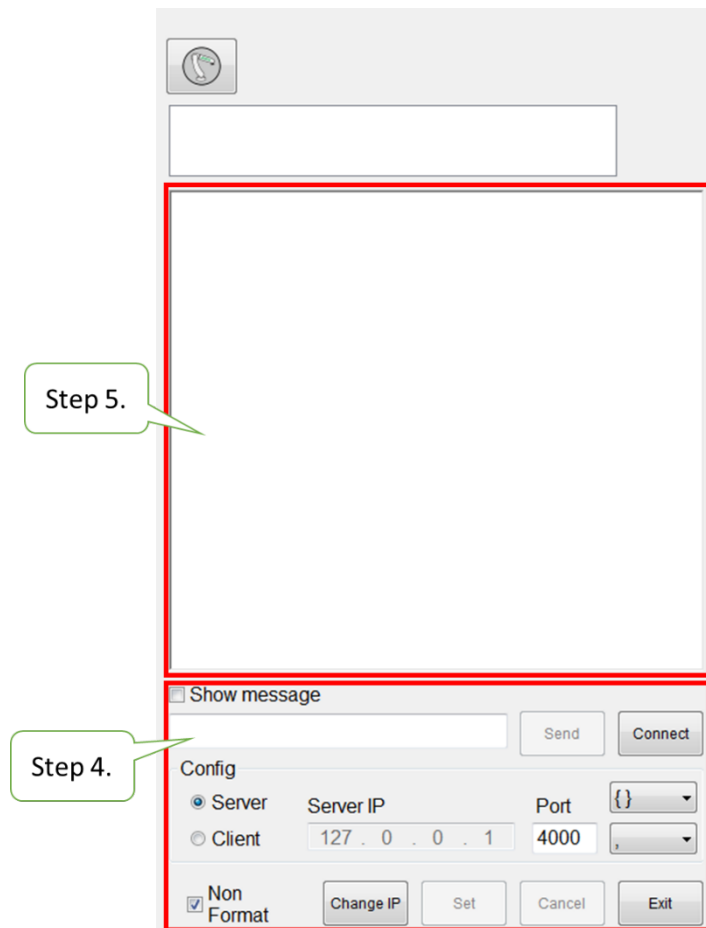 Step 5.
Show message
Step 4.
Send
Connect
Config
Server
Server IP
Port
{ }
Client
127 . 0 . 0 . 1
4000
,
Non
Format
Change IP
Set
Cancel
Exit